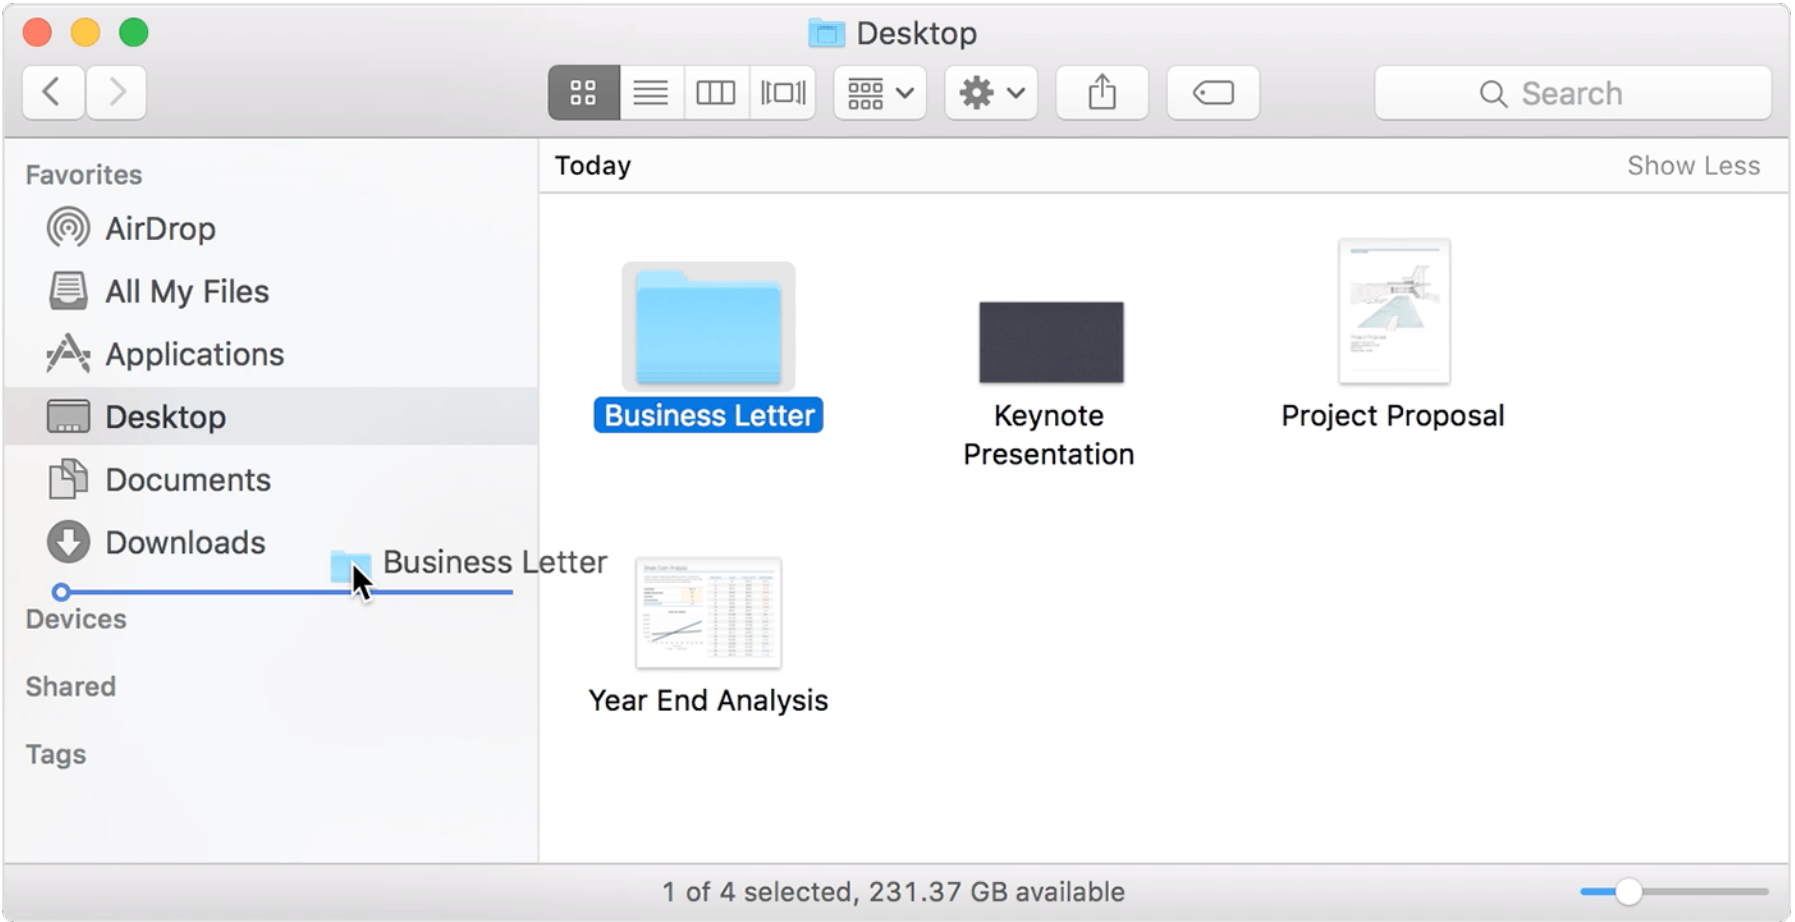 Desktop
Search
Favorites
AirDrop
All My Files
Applications
Desktop
Documents
Downloads
Business Letter
Devices
Shared
Tags
Today
Show Less
Business Letter
Keynote
Presentation
Project Proposal
Year End Analysis
1 of 4 selected, 231.37 GB available